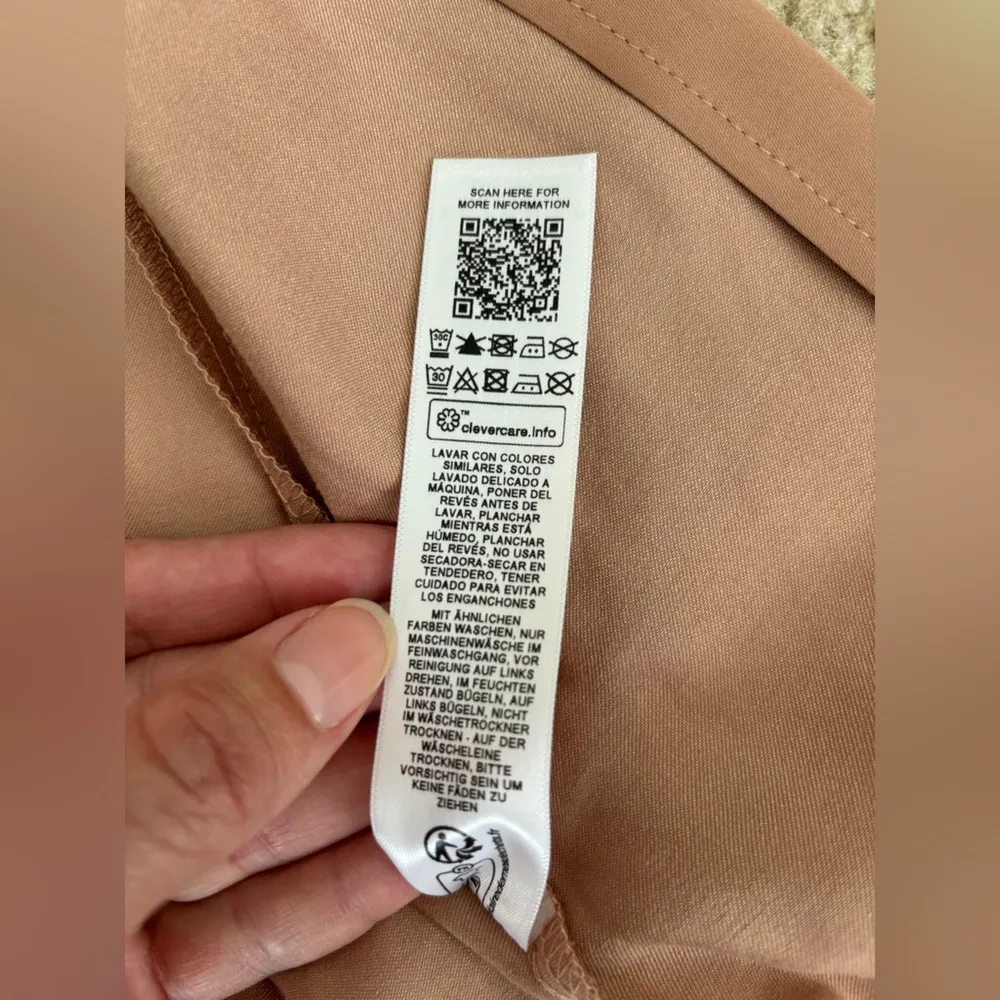 SCAN HERE FOR
MORE INFORMATION
30C
30
™
clevercare.info
LAVAR CON COLORES
SIMILARES, SOLO
LAVADO DELICADO A
MÁQUINA, PONER DEL
REVÉS ANTES DE
LAVAR, PLANCHAR
MIENTRAS ESTÁ
HÚMEDO, PLANCHAR
DEL REVÉS, NO USAR
SECADORA-SECAR EN
TENDEDERO, TENER
CUIDADO PARA EVITAR
LOS ENGANCHONES
MIT ÄHNLICHEN
FARBEN WASCHEN, NUR
MASCHINENWÄSCHE IM
FEINWASCHGANG, VOR
REINIGUNG AUF LINKS
DREHEN, IM FEUCHTEN
ZUSTAND BÜGELN, AUF
LINKS BÜGELN, NICHT
IM WÄSCHETROCKNER
TROCKNEN - AUF DER
WÄSCHELEINE
TROCKNEN, BITTE
VORSICHTIG SEIN UM
KEINE FÄDEN ZU
ZIEHEN